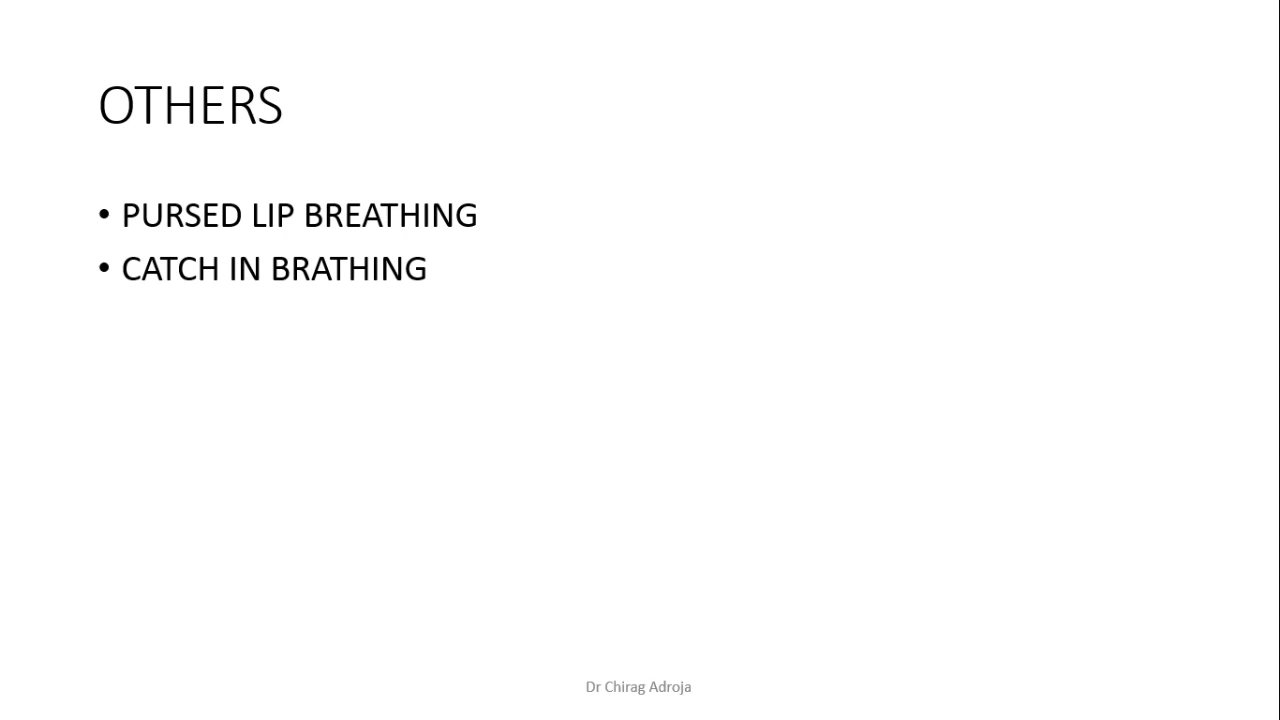 OTHERS
• PURSED LIP BREATHING
• CATCH IN BRATHING
Dr Chirag Adroja